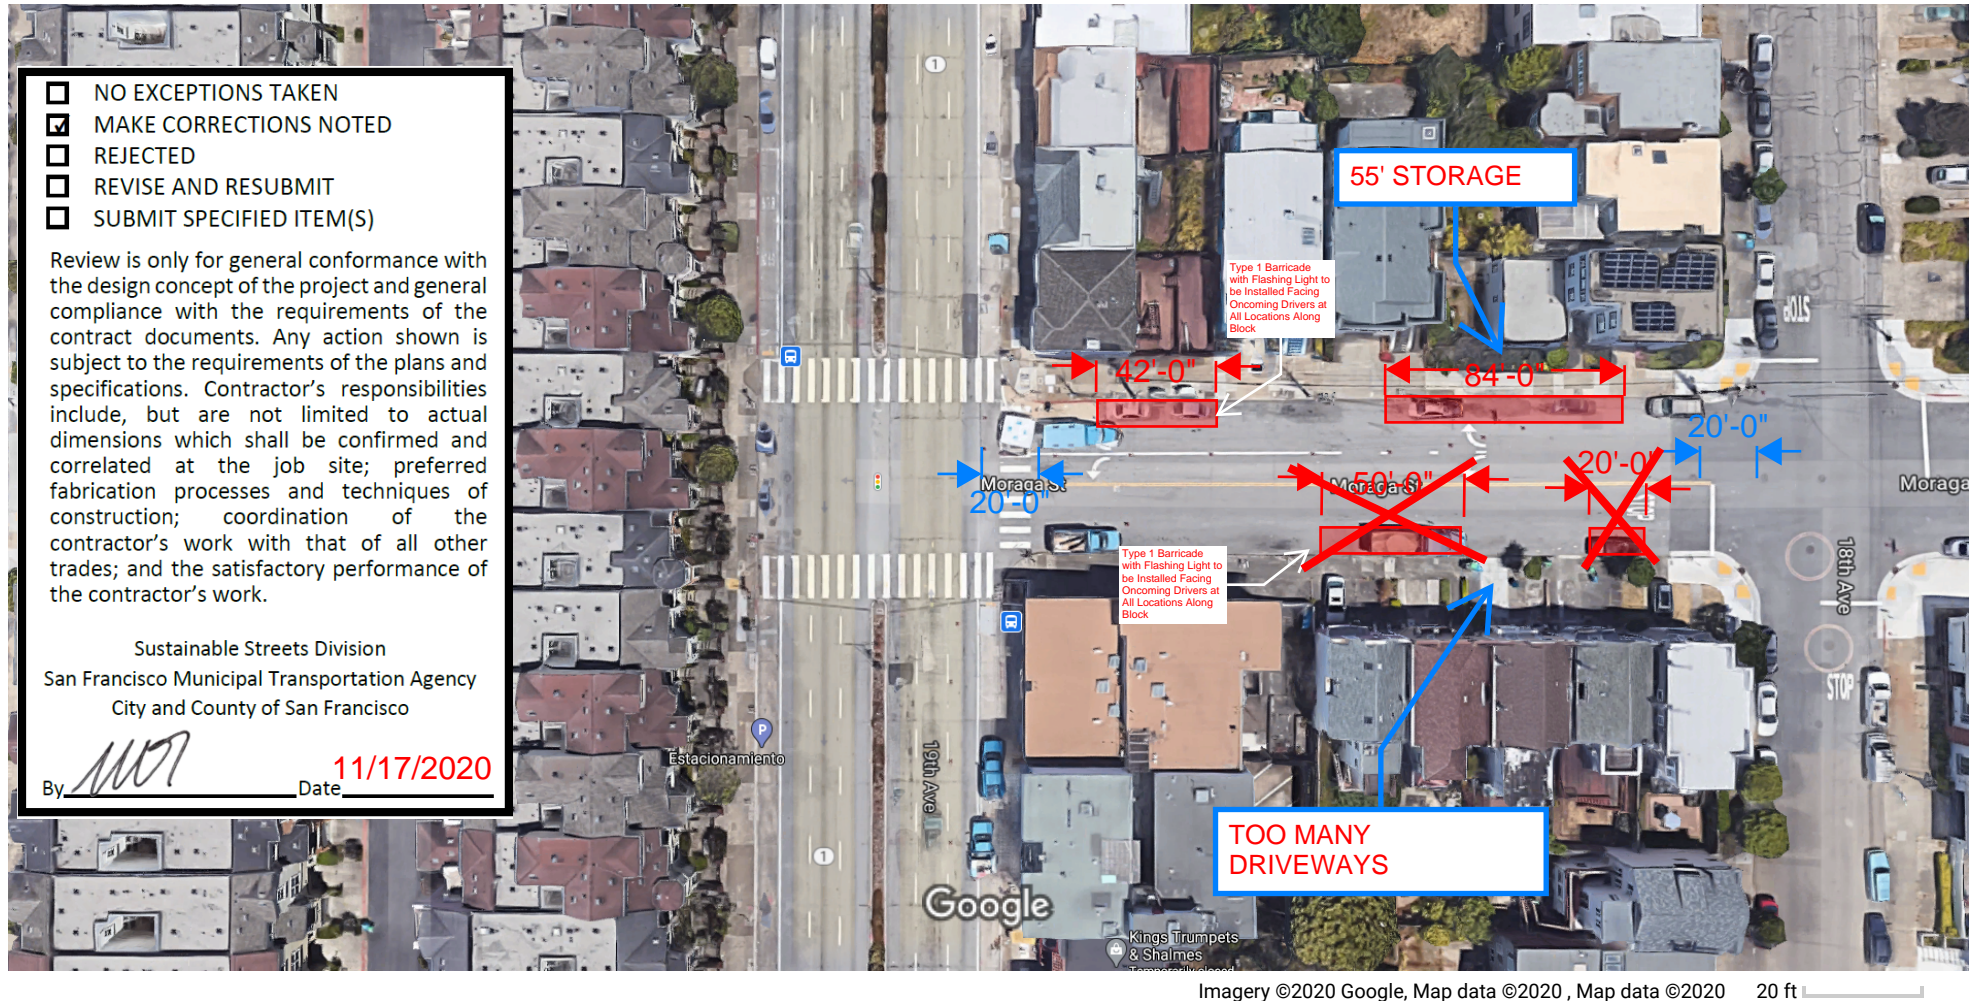 NO EXCEPTIONS TAKEN
MAKE CORRECTIONS NOTED
REJECTED
REVISE AND RESUBMIT
SUBMIT SPECIFIED ITEM(S)
Review is only for general conformance with
the design concept of the project and general
compliance with the requirements of the
contract documents. Any action shown is
subject to the requirements of the plans and
specifications. Contractor's responsibilities
include, but are not limited to actual
dimensions which shall be confirmed and
correlated at the job site; preferred
fabrication processes and techniques of
construction; coordination of the
contractor's work with that of all other
trades; and the satisfactory performance of
the contractor's work.
Sustainable Streets Division
San Francisco Municipal Transportation Agency
City and County of San Francisco
By
Date 11/17/2020
1
55' STORAGE
Type 1 Barricade
with Flashing Light to
be Installed Facing
Oncoming Drivers at
All Locations Along
Block
STOP
42'-0"
84'-0"
20'-0"
20'-0"
50'-0"
20'-0"
Moraga St
Moraga St
Moraga
Type 1 Barricade
with Flashing Light to
be Installed Facing
Oncoming Drivers at
All Locations Along
Block
18th Ave
STOP
P
Estacionamiento
19th Ave
TOO MANY
DRIVEWAYS
1
Google
Kings Trumpets
& Shalmes
Temporarily closed
Imagery ©2020 Google, Map data ©2020 , Map data ©2020 20 ft